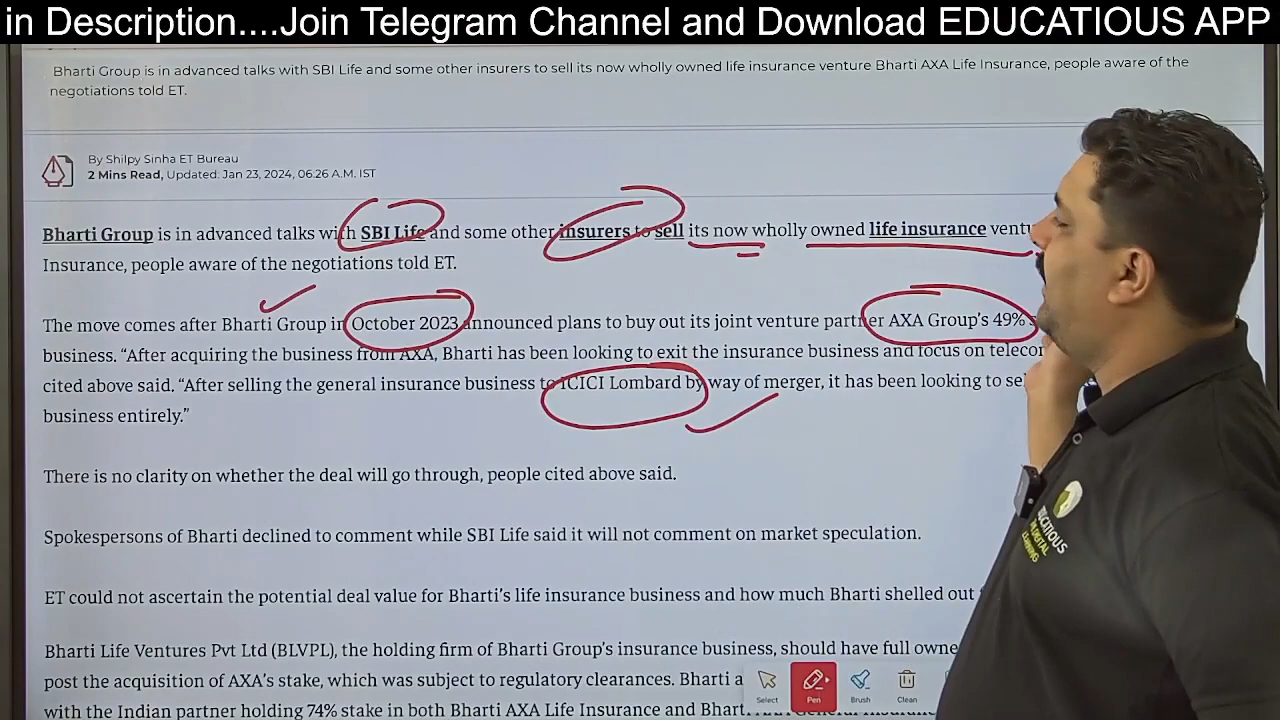 in Description....Join Telegram Channel and Download EDUCATIOUS APP
Bharti Group is in advanced talks with SBI Life and some other insurers to sell its now wholly owned life insurance venture Bharti AXA Life Insurance, people aware of the
negotiations told ET.
By Shilpy Sinha ET Bureau
2 Mins Read, Updated: Jan 23, 2024, 06:26 A.M. IST
Bharti Group is in advanced talks with SBI Life and some other insurers to sell its now wholly owned life insurance ventu
Insurance, people aware of the negotiations told ET.
The move comes after Bharti Group in October 2023 announced plans to buy out its joint venture partner AXA Group's 49%
business. “After acquiring the business from AXA, Bharti has been looking to exit the insurance business and focus on telecor
cited above said. “After selling the general insurance business to ICICI Lombard by way of merger, it has been looking to se
business entirely.”
There is no clarity on whether the deal will go through, people cited above said.
Spokespersons of Bharti declined to comment while SBI Life said it will not comment on market speculation.
ET could not ascertain the potential deal value for Bharti's life insurance business and how much Bharti shelled out
Bharti Life Ventures Pvt Ltd (BLVPL), the holding firm of Bharti Group's insurance business, should have full owne
post the acquisition of AXA's stake, which was subject to regulatory clearances. Bharti a
with the Indian partner holding 74% stake in both Bharti AXA Life Insurance and Bhart
Select Pen Brush Clean
EDUCATIOUS
DIGITAL
LEARNING